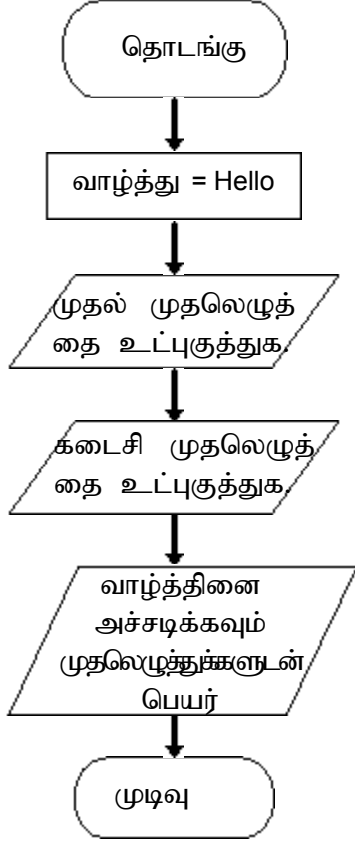 தொடங்கு
வாழ்த்து = Hello
முதல் முதலெழுத்
தை உட்புகுத்துக.
கடைசி முதலெழுத்
தை உட்புகுத்துக.
வாழ்த்தினை
அச்சடிக்கவும்
முதலெழுத்துக்களுடன்
பெயர்
முடிவு